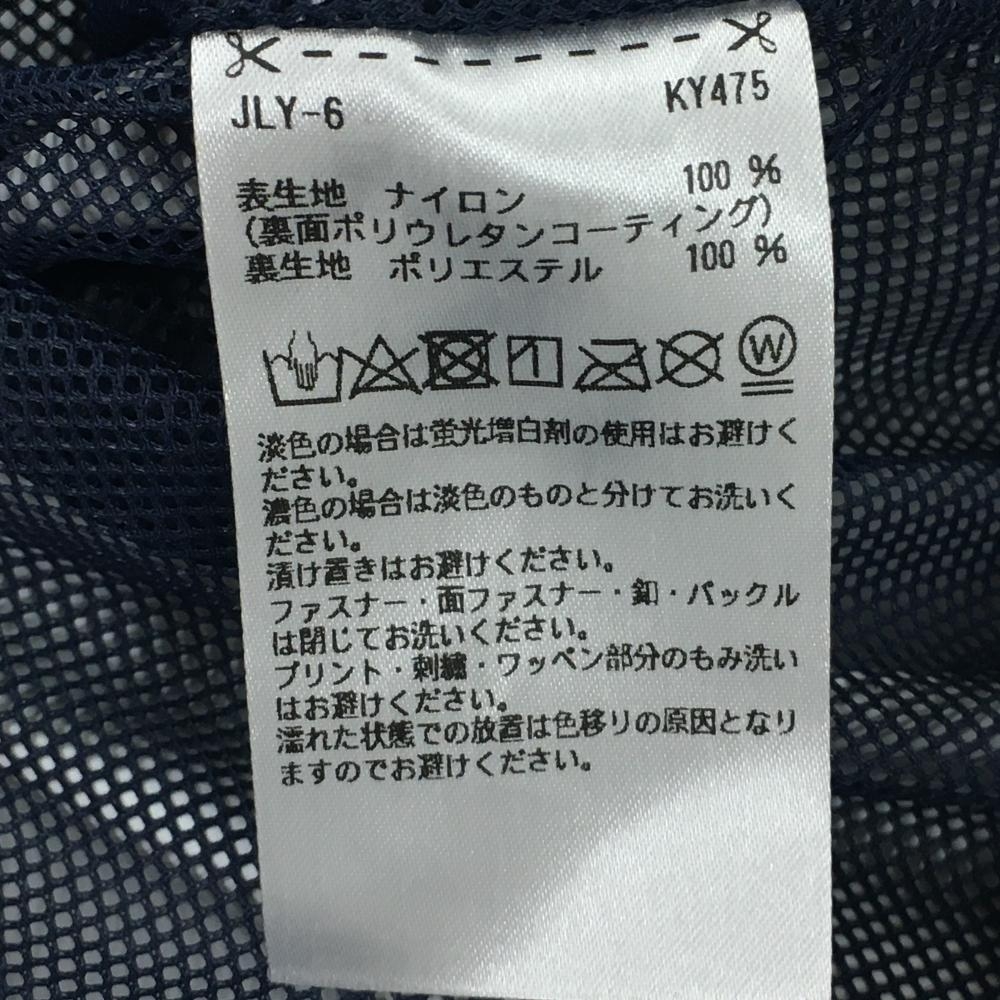 JLY-6 KY475
表生地 ナイロン 100 %
(裏面ポリウレタンコーティング)
裏生地 ポリエステル 100 %
1 W
淡色の場合は蛍光増白剤の使用はお避けく
ださい。
濃色の場合は淡色のものと分けてお洗いく
ださい。
漬け置きはお避けください。
ファスナー・面ファスナー・釦・バックル
は閉じてお洗いください。
プリント・刺繍・ワッペン部分のもみ洗い
はお避けください。
濡れた状態での放置は色移りの原因となり
ますのでお避けください。